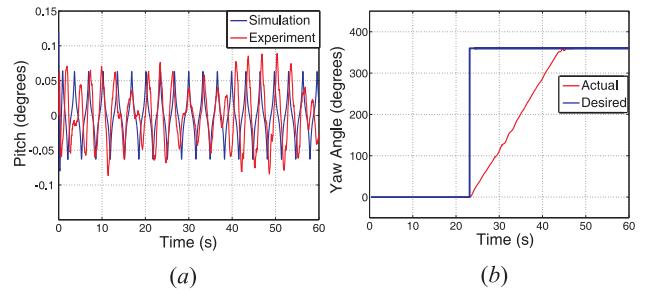 0.15
0.1
0.05
0
-0.05
-0.1
0
10
20
30
40
50
60
Pitch (degrees)
Time (s)
Simulation
Experiment
(a)
400
300
200
100
0
0
10
20
30
40
50
60
Yaw Angle (degrees)
Time (s)
Actual
Desired
(b)